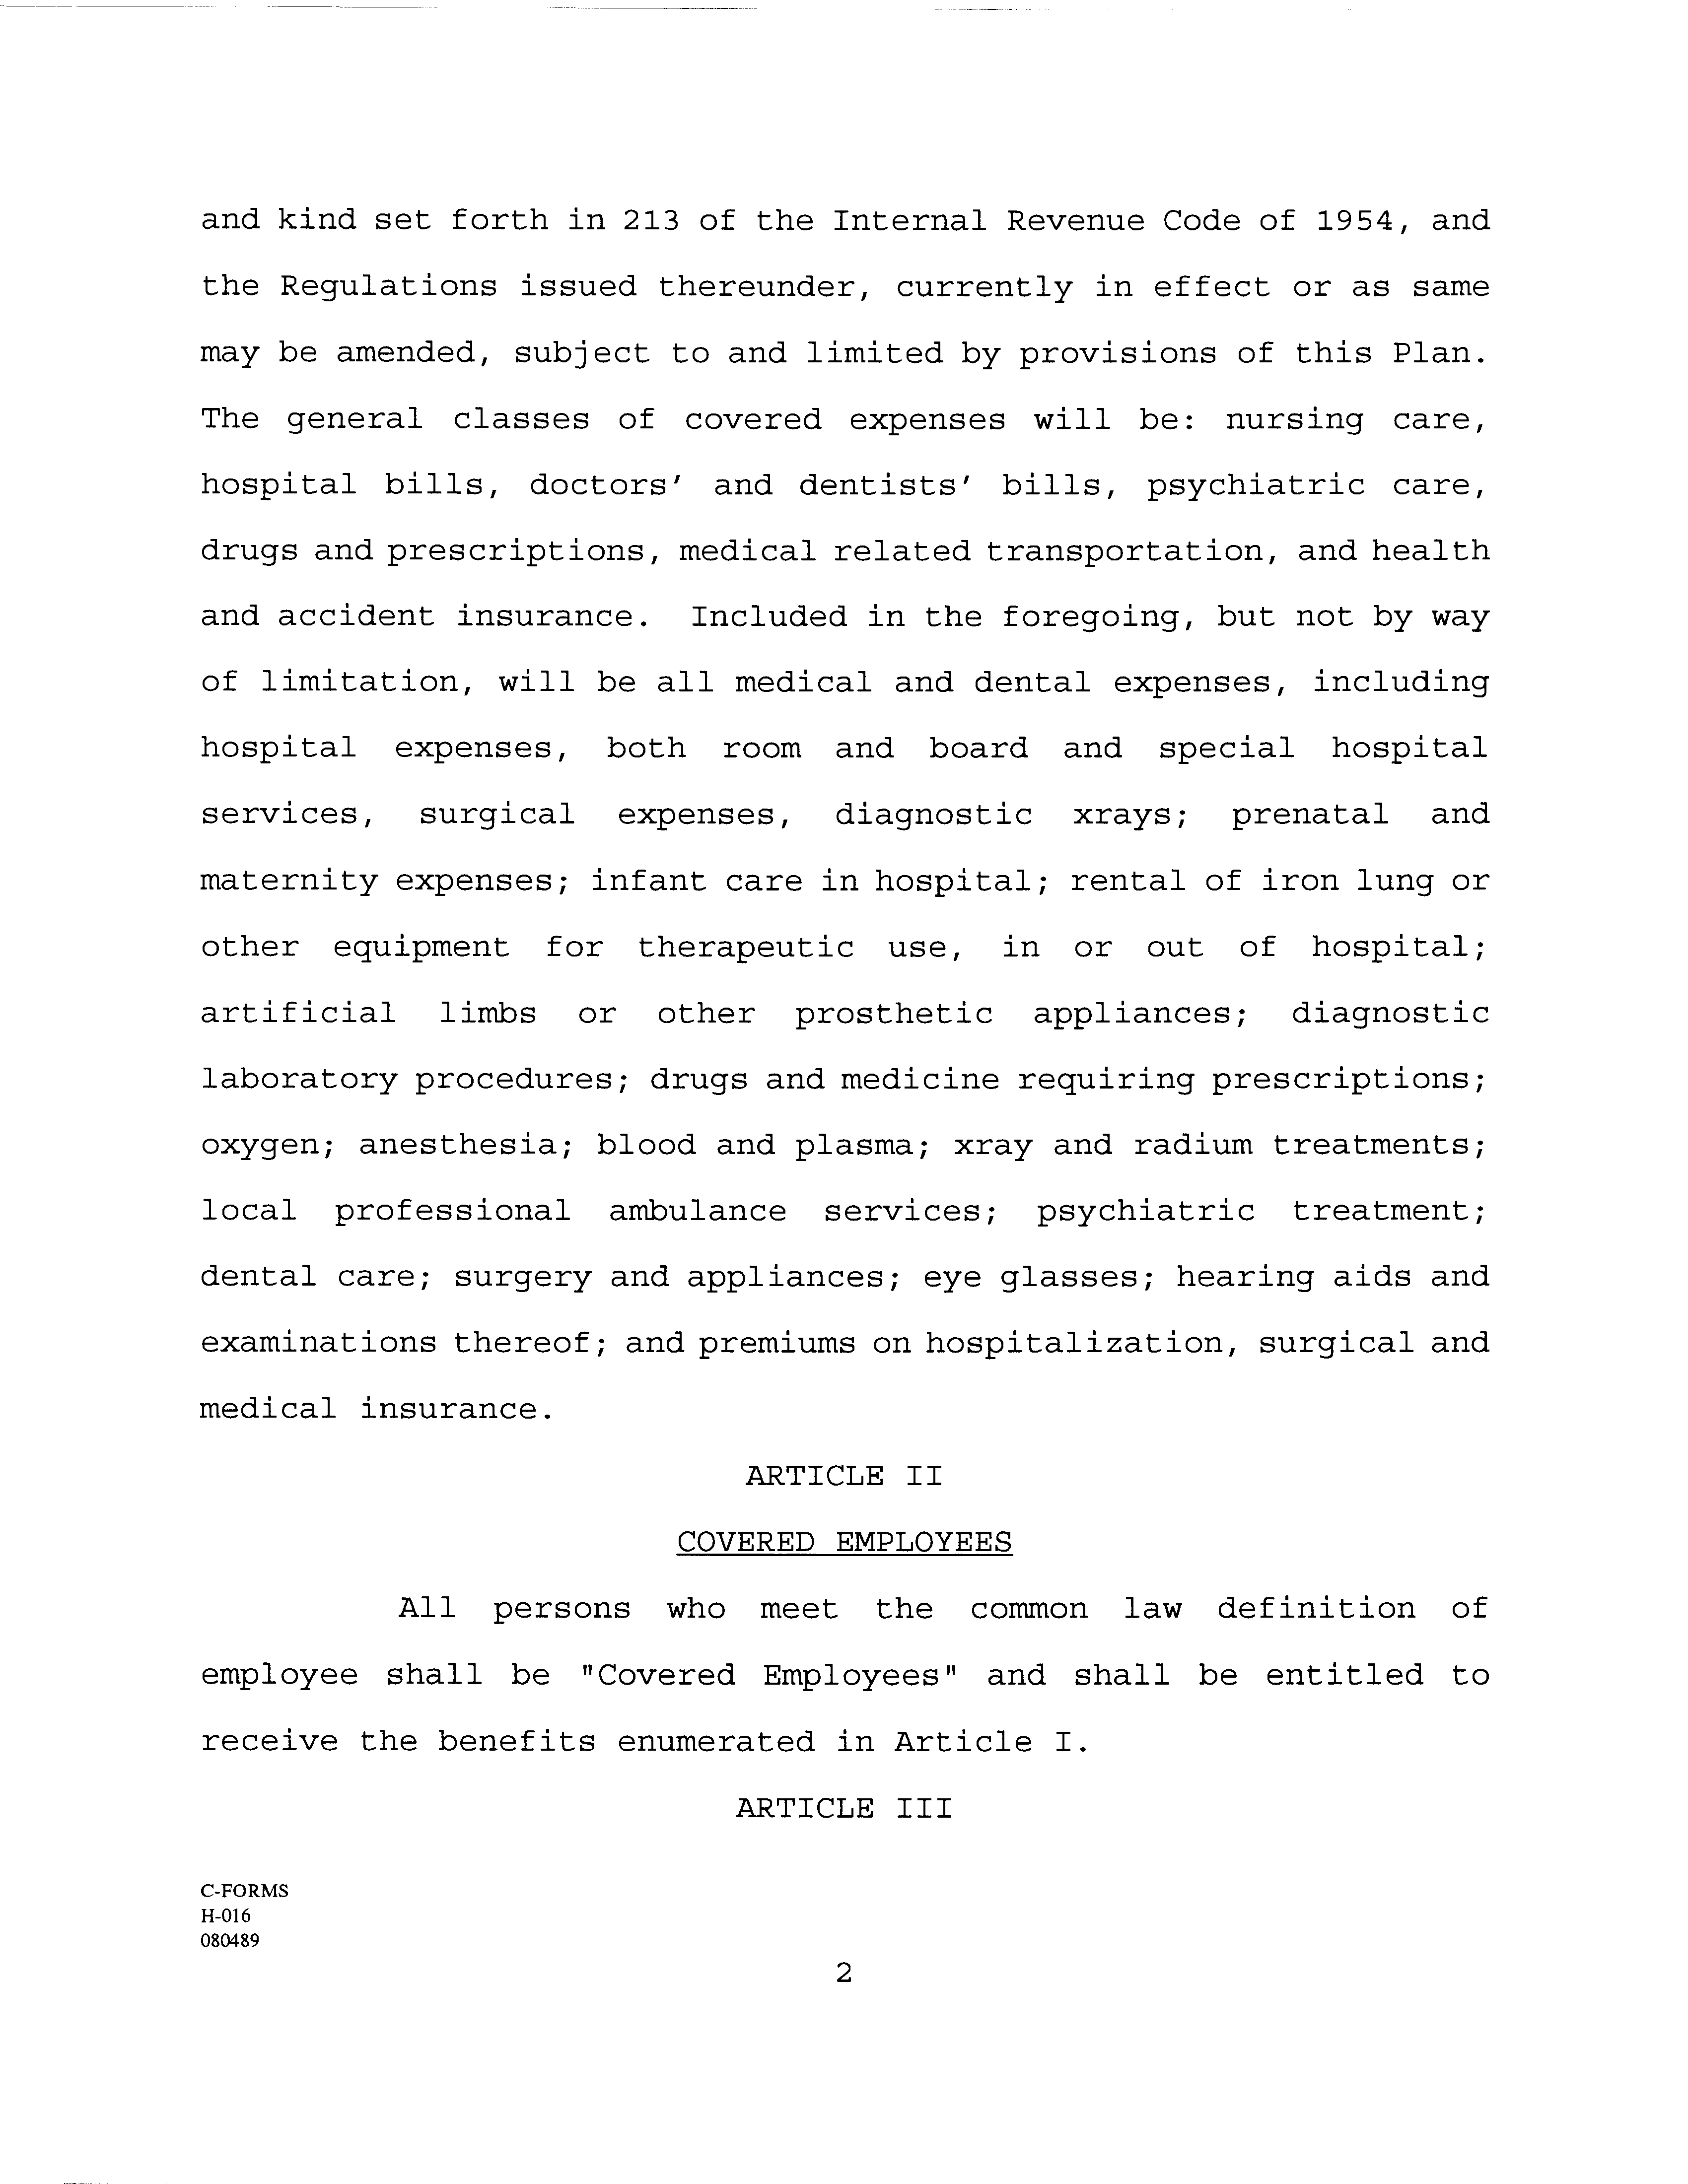 and kind set forth in 213 of the Internal Revenue Code of 1954, and
the Regulations issued thereunder, currently in effect or as same
may be amended, subject to and limited by provisions of this Plan.
The general classes of covered expenses will be: nursing care,
hospital bills, doctors' and dentists' bills, psychiatric care,
drugs and prescriptions, medical related transportation, and health
and accident insurance. Included in the foregoing, but not by way
of limitation, will be all medical and dental expenses, including
hospital expenses, both room and board and special hospital
services, surgical expenses, diagnostic xrays; prenatal and
maternity expenses; infant care in hospital; rental of iron lung or
other equipment for therapeutic use, in or out of hospital;
artificial limbs or other prosthetic appliances; diagnostic
laboratory procedures; drugs and medicine requiring prescriptions;
oxygen; anesthesia; blood and plasma; xray and radium treatments;
local professional ambulance services; psychiatric treatment;
dental care; surgery and appliances; eye glasses; hearing aids and
examinations thereof; and premiums on hospitalization, surgical and
medical insurance.
ARTICLE II
COVERED EMPLOYEES
All persons who meet the common law definition of
employee shall be "Covered Employees" and shall be entitled to
receive the benefits enumerated in Article I.
ARTICLE III
C-FORMS
H-016
080489
2